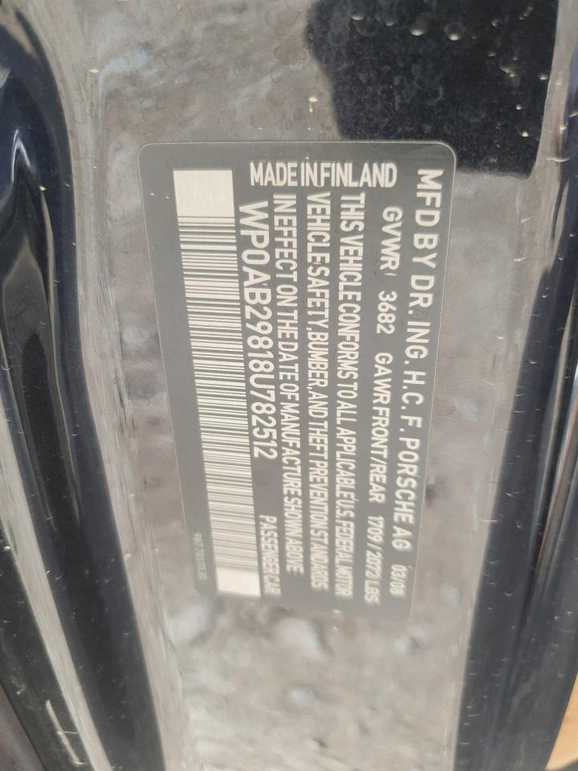 MFD BY DR. ING. H.C. F. PORSCHE AG 03/08
GVWR 3682 GAWR FRONT/REAR 1709 / 2072 LBS
THIS VEHICLE CONFORMS TO ALL APPLICABLE U.S. FEDERAL MOTOR
VEHICLE SAFETY, BUMBER, AND THEFT PREVENTION STANDARDS
IN EFFECT ON THE DATE OF MANUFACTURE SHOWN ABOVE
MADE IN FINLAND
WP0AB29818U782512 PASSENGER CAR